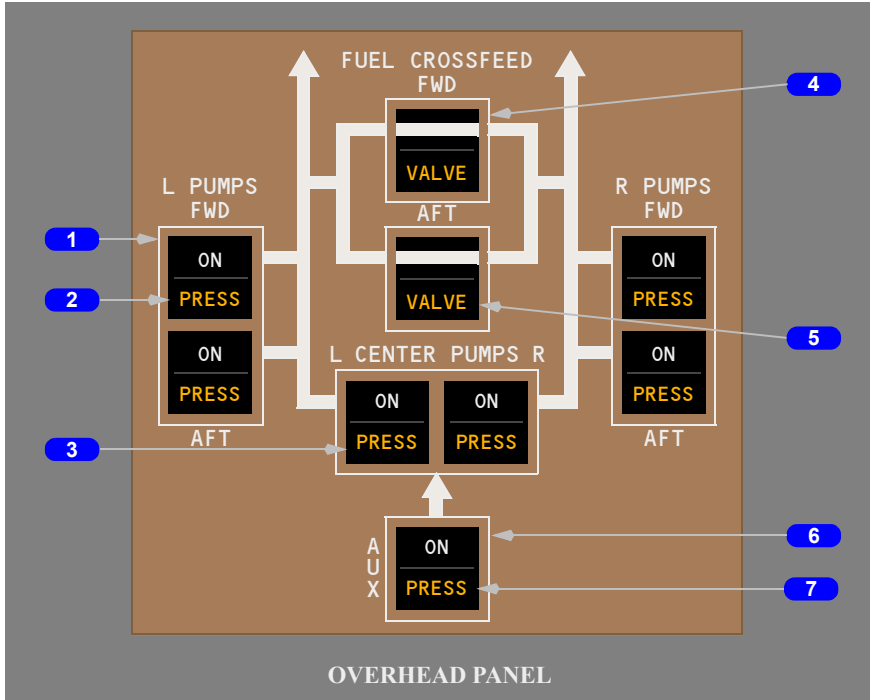 FUEL CROSSFEED
FWD
4
VALVE
L PUMPS
FWD
R PUMPS
FWD
AFT
1
ON
ON
2
PRESS
VALVE
PRESS
5
ON
ON
L CENTER PUMPS R
PRESS
ON
ON
PRESS
AFT
AFT
3
PRESS
PRESS
6
AUX
ON
PRESS
7
OVERHEAD PANEL